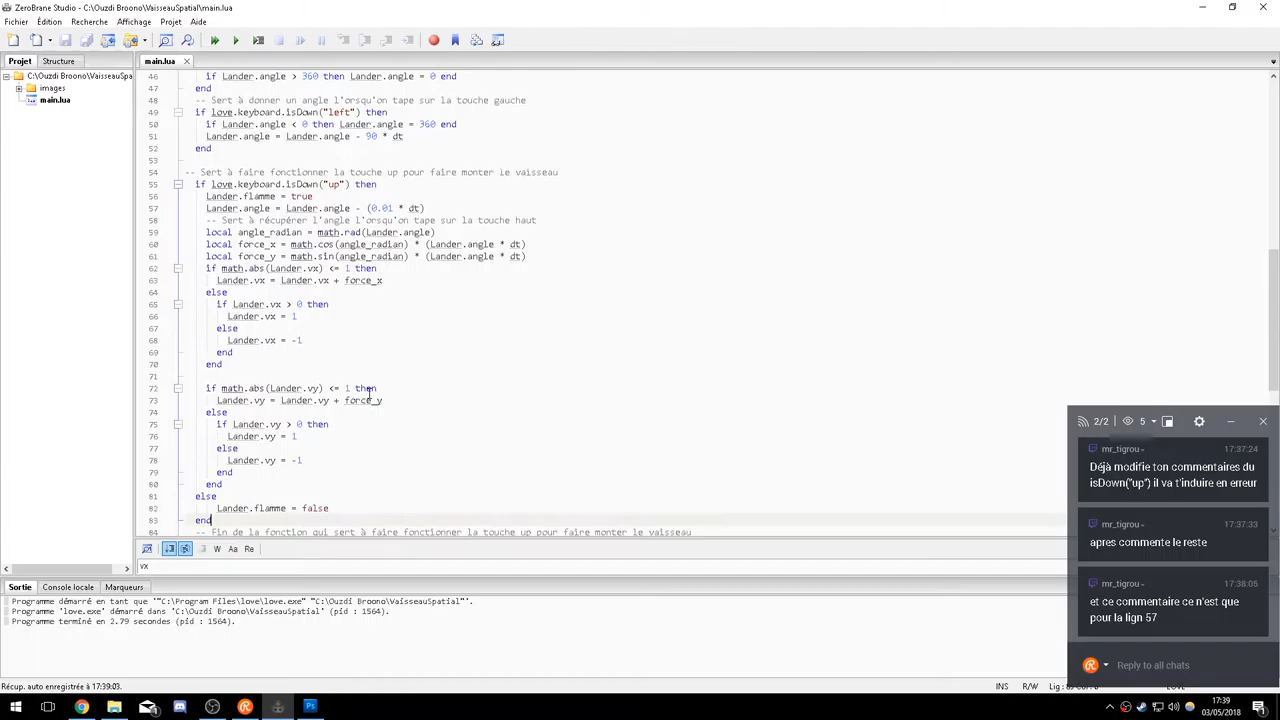 ZeroBrane Studio - [C:\Ouzdi Broono\VaisseauSpatial\main.lua]
Fichier Édition Recherche Affichage Projet Aide
Projet Structure
main.lua
C:\Ouzdi Broono\VaisseauSpa
images
main.lua
46 if Lander.angle > 360 then Lander.angle = 0 end
47 end
48 -- Sert à donner un angle l'orsqu'on tape sur la touche gauche
49 if love.keyboard.isDown("left") then
50 if Lander.angle < 0 then Lander.angle = 360 end
51 Lander.angle = Lander.angle - 90 * dt
52 end
53
54 -- Sert à faire fonctionner la touche up pour faire monter le vaisseau
55 if love.keyboard.isDown("up") then
56 Lander.flamme = true
57 Lander.angle = Lander.angle - (0.01 * dt)
58 -- Sert à récupérer l'angle l'orsqu'on tape sur la touche haut
59 local angle_radian = math.rad(Lander.angle)
60 local force_x = math.cos(angle_radian) * (Lander.angle * dt)
61 local force_y = math.sin(angle_radian) * (Lander.angle * dt)
62 if math.abs(Lander.vx) <= 1 then
63 Lander.vx = Lander.vx + force_x
64 else
65 if Lander.vx > 0 then
66 Lander.vx = 1
67 else
68 Lander.vx = -1
69 end
70 end
71
72 if math.abs(Lander.vy) <= 1 then
73 Lander.vy = Lander.vy + force_y
74 else
75 if Lander.vy > 0 then
76 Lander.vy = 1
77 else
78 Lander.vy = -1
79 end
80 end
81 else
82 Lander.flamme = false
83 end
84 -- Fin de la fonction qui sert à faire fonctionner la touche up pour faire monter le vaisseau
W Aa Re
vx
Sortie Console locale Marqueurs
Programme démarré en tant que '"C:\Program Files\love\love.exe" "C:\Ouzdi Broono\VaisseauSpatial"'.
Programme 'love.exe' démarré dans 'C:\Ouzdi Broono\VaisseauSpatial' (pid : 1564).
Programme terminé en 2.79 secondes (pid : 1564).
2/2 5
mr_tigrou 17:37:24
Déjà modifie ton commentaires du
isDown("up") il va t'induire en erreur
mr_tigrou 17:37:33
apres commente le reste
mr_tigrou 17:38:05
et ce commentaire ce n'est que
pour la lign 57
Reply to all chats
Récup. auto enregistrée à 17:39:03.
INS R/W
17:39
03/05/2018